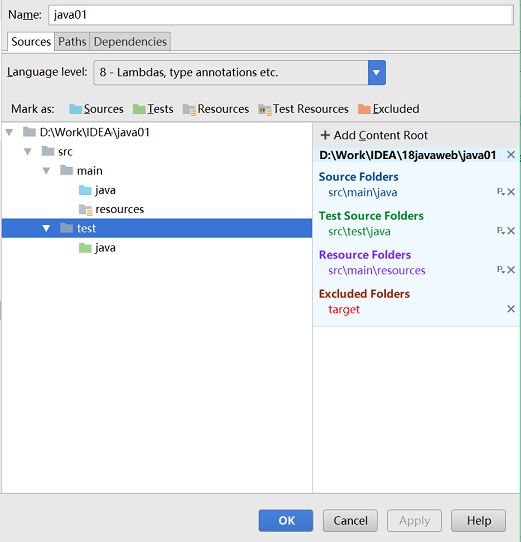 Name: java01
Sources Paths Dependencies
Language level: 8 - Lambdas, type annotations etc.
Mark as: Sources Tests Resources Test Resources Excluded
D:\Work\IDEA\java01
src
main
java
resources
test
java
+ Add Content Root
D:\Work\IDEA\18javaweb\java01
Source Folders
src\main\java
Test Source Folders
src\test\java
Resource Folders
src\main\resources
Excluded Folders
target
OK Cancel Apply Help